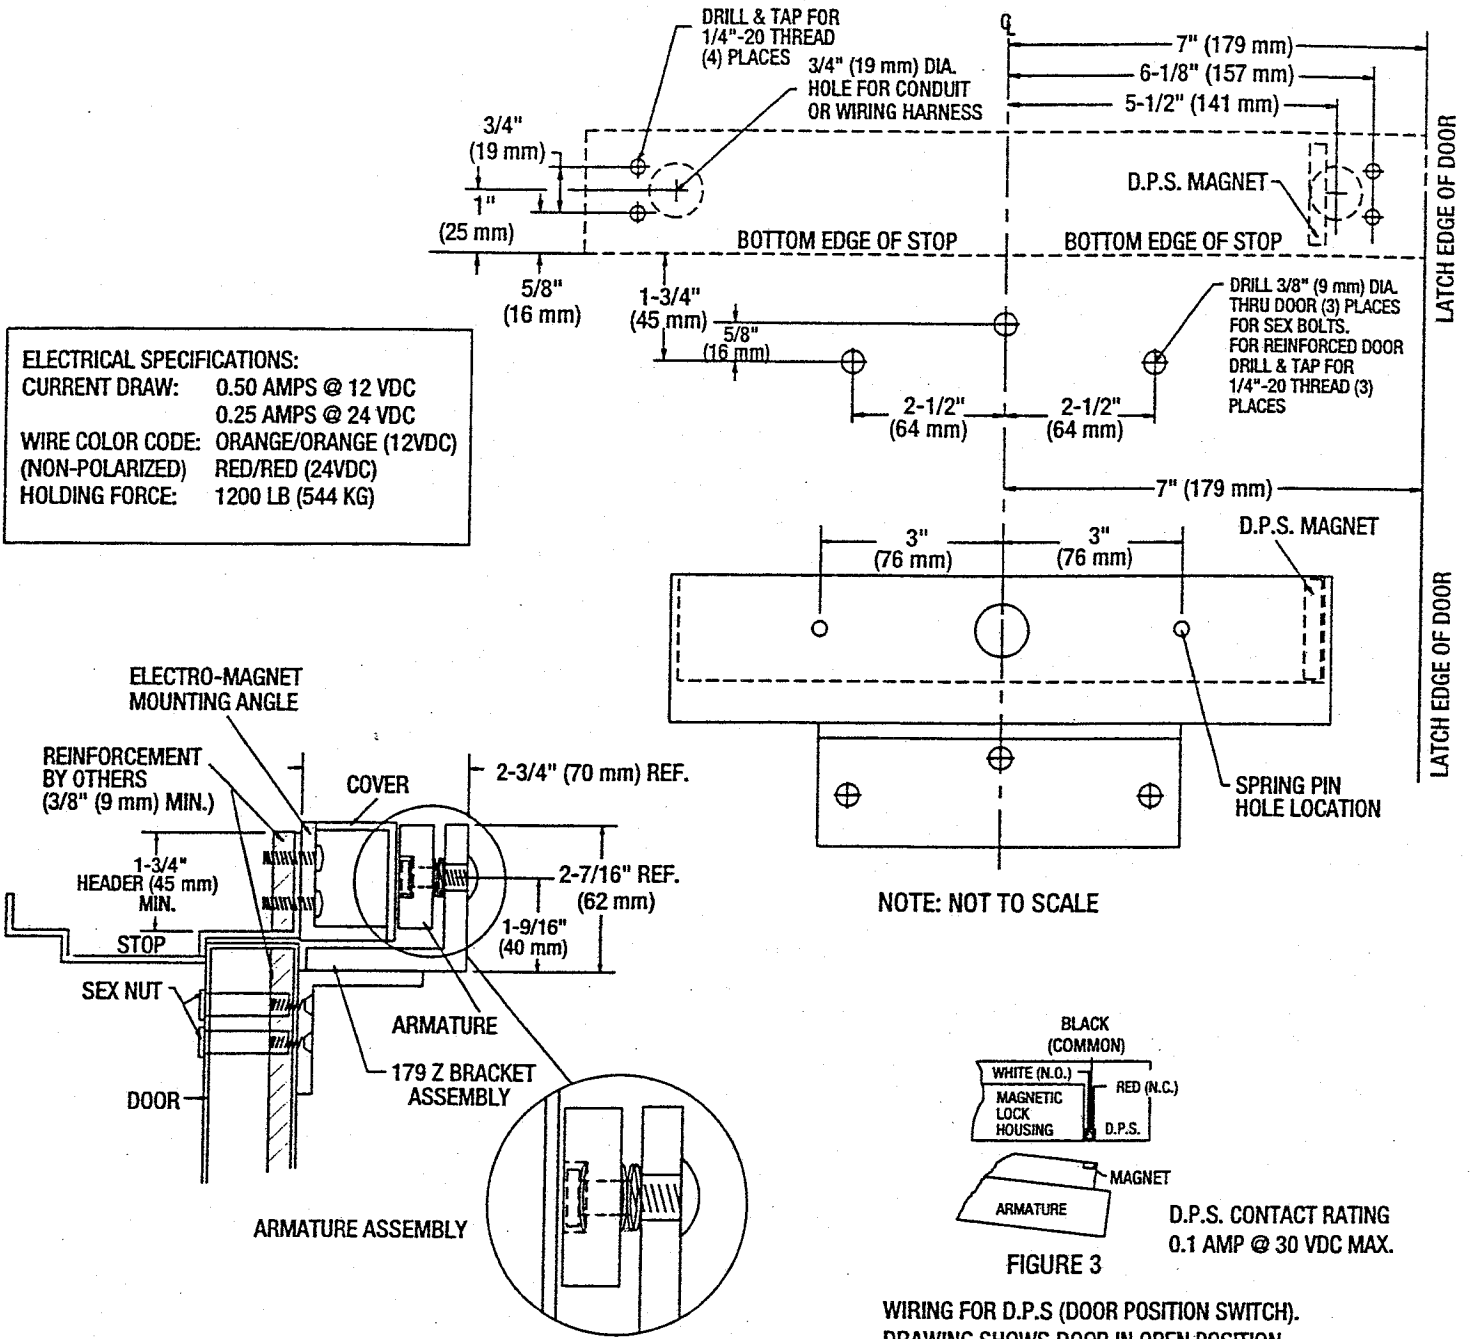 DRILL & TAP FOR
1/4"-20 THREAD
(4) PLACES
3/4" (19 mm) DIA.
HOLE FOR CONDUIT
OR WIRING HARNESS
℄
7" (179 mm)
6-1/8" (157 mm)
5-1/2" (141 mm)
LATCH EDGE OF DOOR
3/4"
(19 mm)
1"
(25 mm)
D.P.S. MAGNET
BOTTOM EDGE OF STOP
BOTTOM EDGE OF STOP
5/8"
(16 mm)
1-3/4"
(45 mm)
5/8"
(16 mm)
DRILL 3/8" (9 mm) DIA.
THRU DOOR (3) PLACES
FOR SEX BOLTS.
FOR REINFORCED DOOR
DRILL & TAP FOR
1/4"-20 THREAD (3)
PLACES
2-1/2"
(64 mm)
2-1/2"
(64 mm)
ELECTRICAL SPECIFICATIONS:
CURRENT DRAW: 0.50 AMPS @ 12 VDC
0.25 AMPS @ 24 VDC
WIRE COLOR CODE: ORANGE/ORANGE (12VDC)
(NON-POLARIZED) RED/RED (24VDC)
HOLDING FORCE: 1200 LB (544 KG)
7" (179 mm)
3"
(76 mm)
3"
(76 mm)
D.P.S. MAGNET
LATCH EDGE OF DOOR
SPRING PIN
HOLE LOCATION
NOTE: NOT TO SCALE
ELECTRO-MAGNET
MOUNTING ANGLE
REINFORCEMENT
BY OTHERS
(3/8" (9 mm) MIN.)
COVER
2-3/4" (70 mm) REF.
1-3/4"
HEADER (45 mm)
MIN.
2-7/16" REF.
(62 mm)
1-9/16"
(40 mm)
STOP
SEX NUT
ARMATURE
179 Z BRACKET
ASSEMBLY
DOOR
ARMATURE ASSEMBLY
BLACK
(COMMON)
WHITE (N.O.)
RED (N.C.)
MAGNETIC
LOCK
HOUSING
D.P.S.
MAGNET
ARMATURE
FIGURE 3
D.P.S. CONTACT RATING
0.1 AMP @ 30 VDC MAX.
WIRING FOR D.P.S (DOOR POSITION SWITCH).
DRAWING SHOWS DOOR IN OPEN POSITION